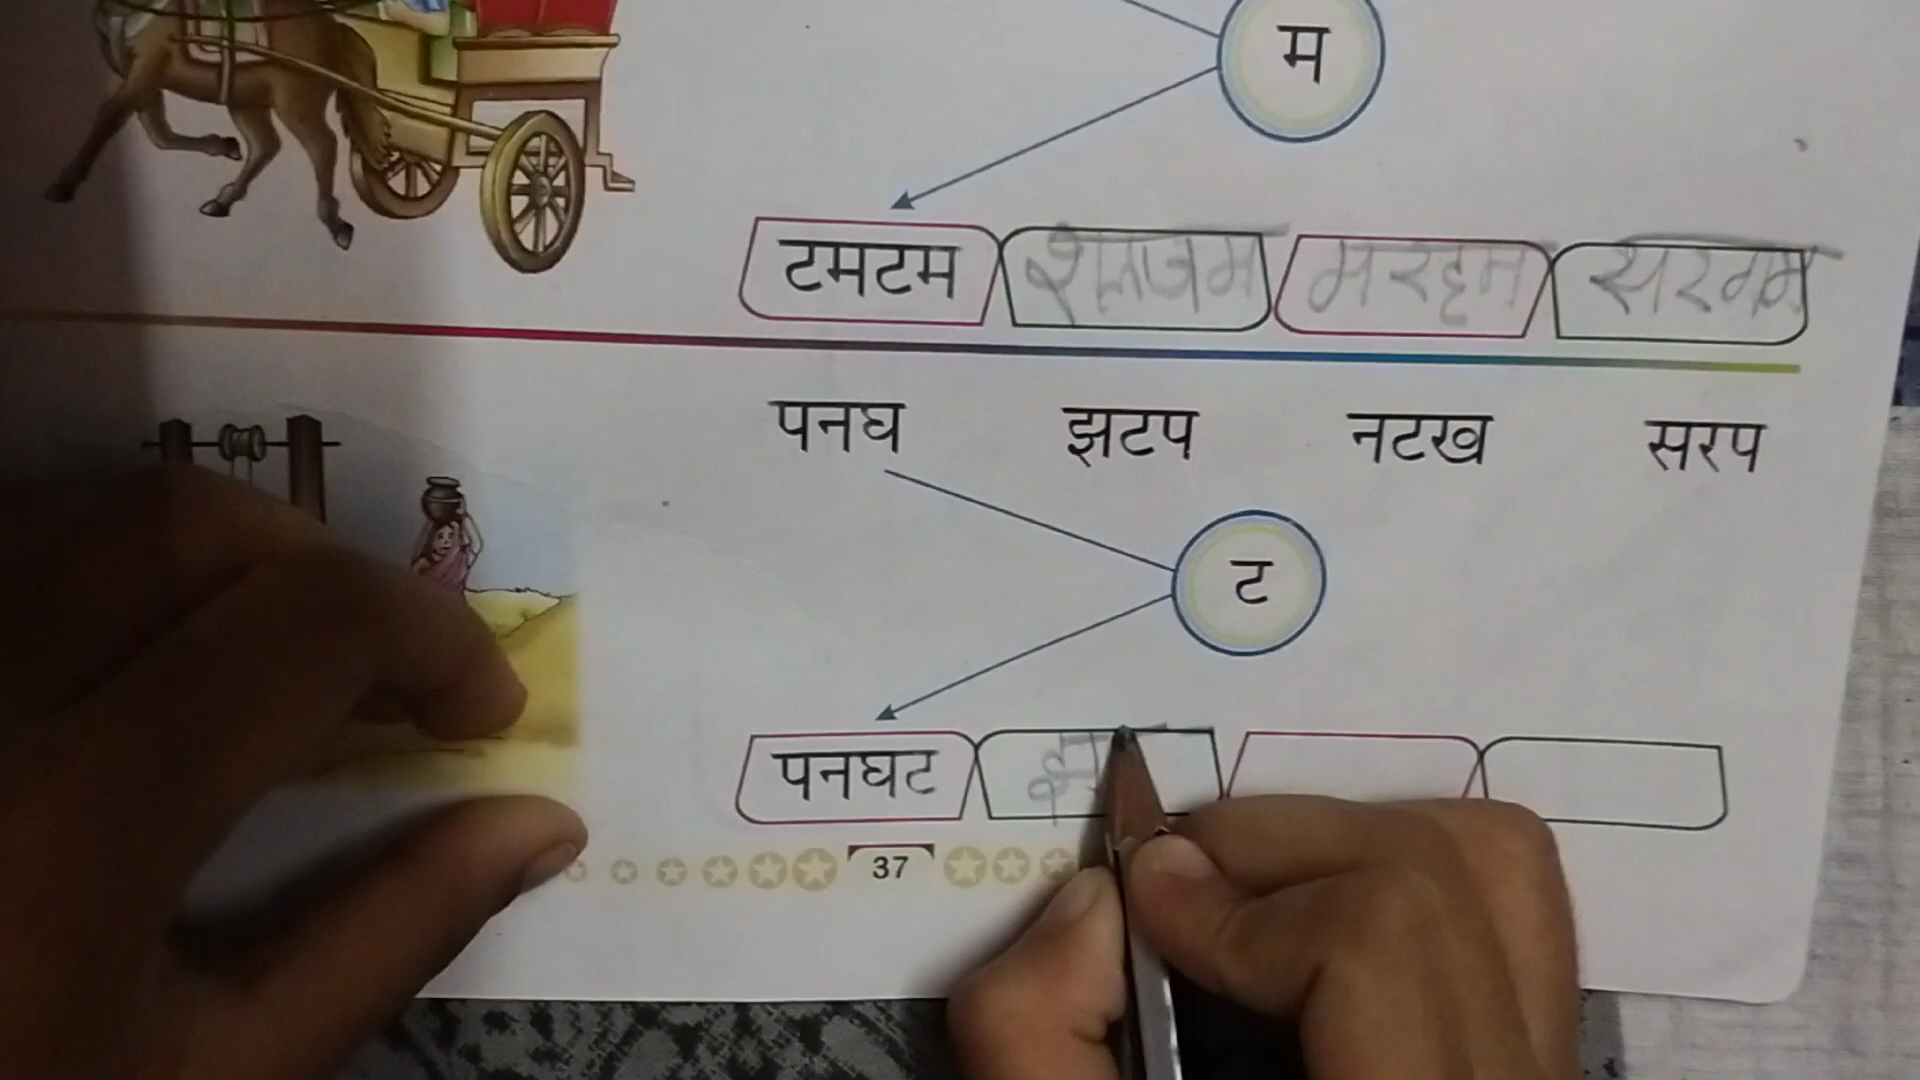 म
टमटम शलजम मरहम सरगम
पनघ झटप नटख सरप
ट
पनघट झ
37